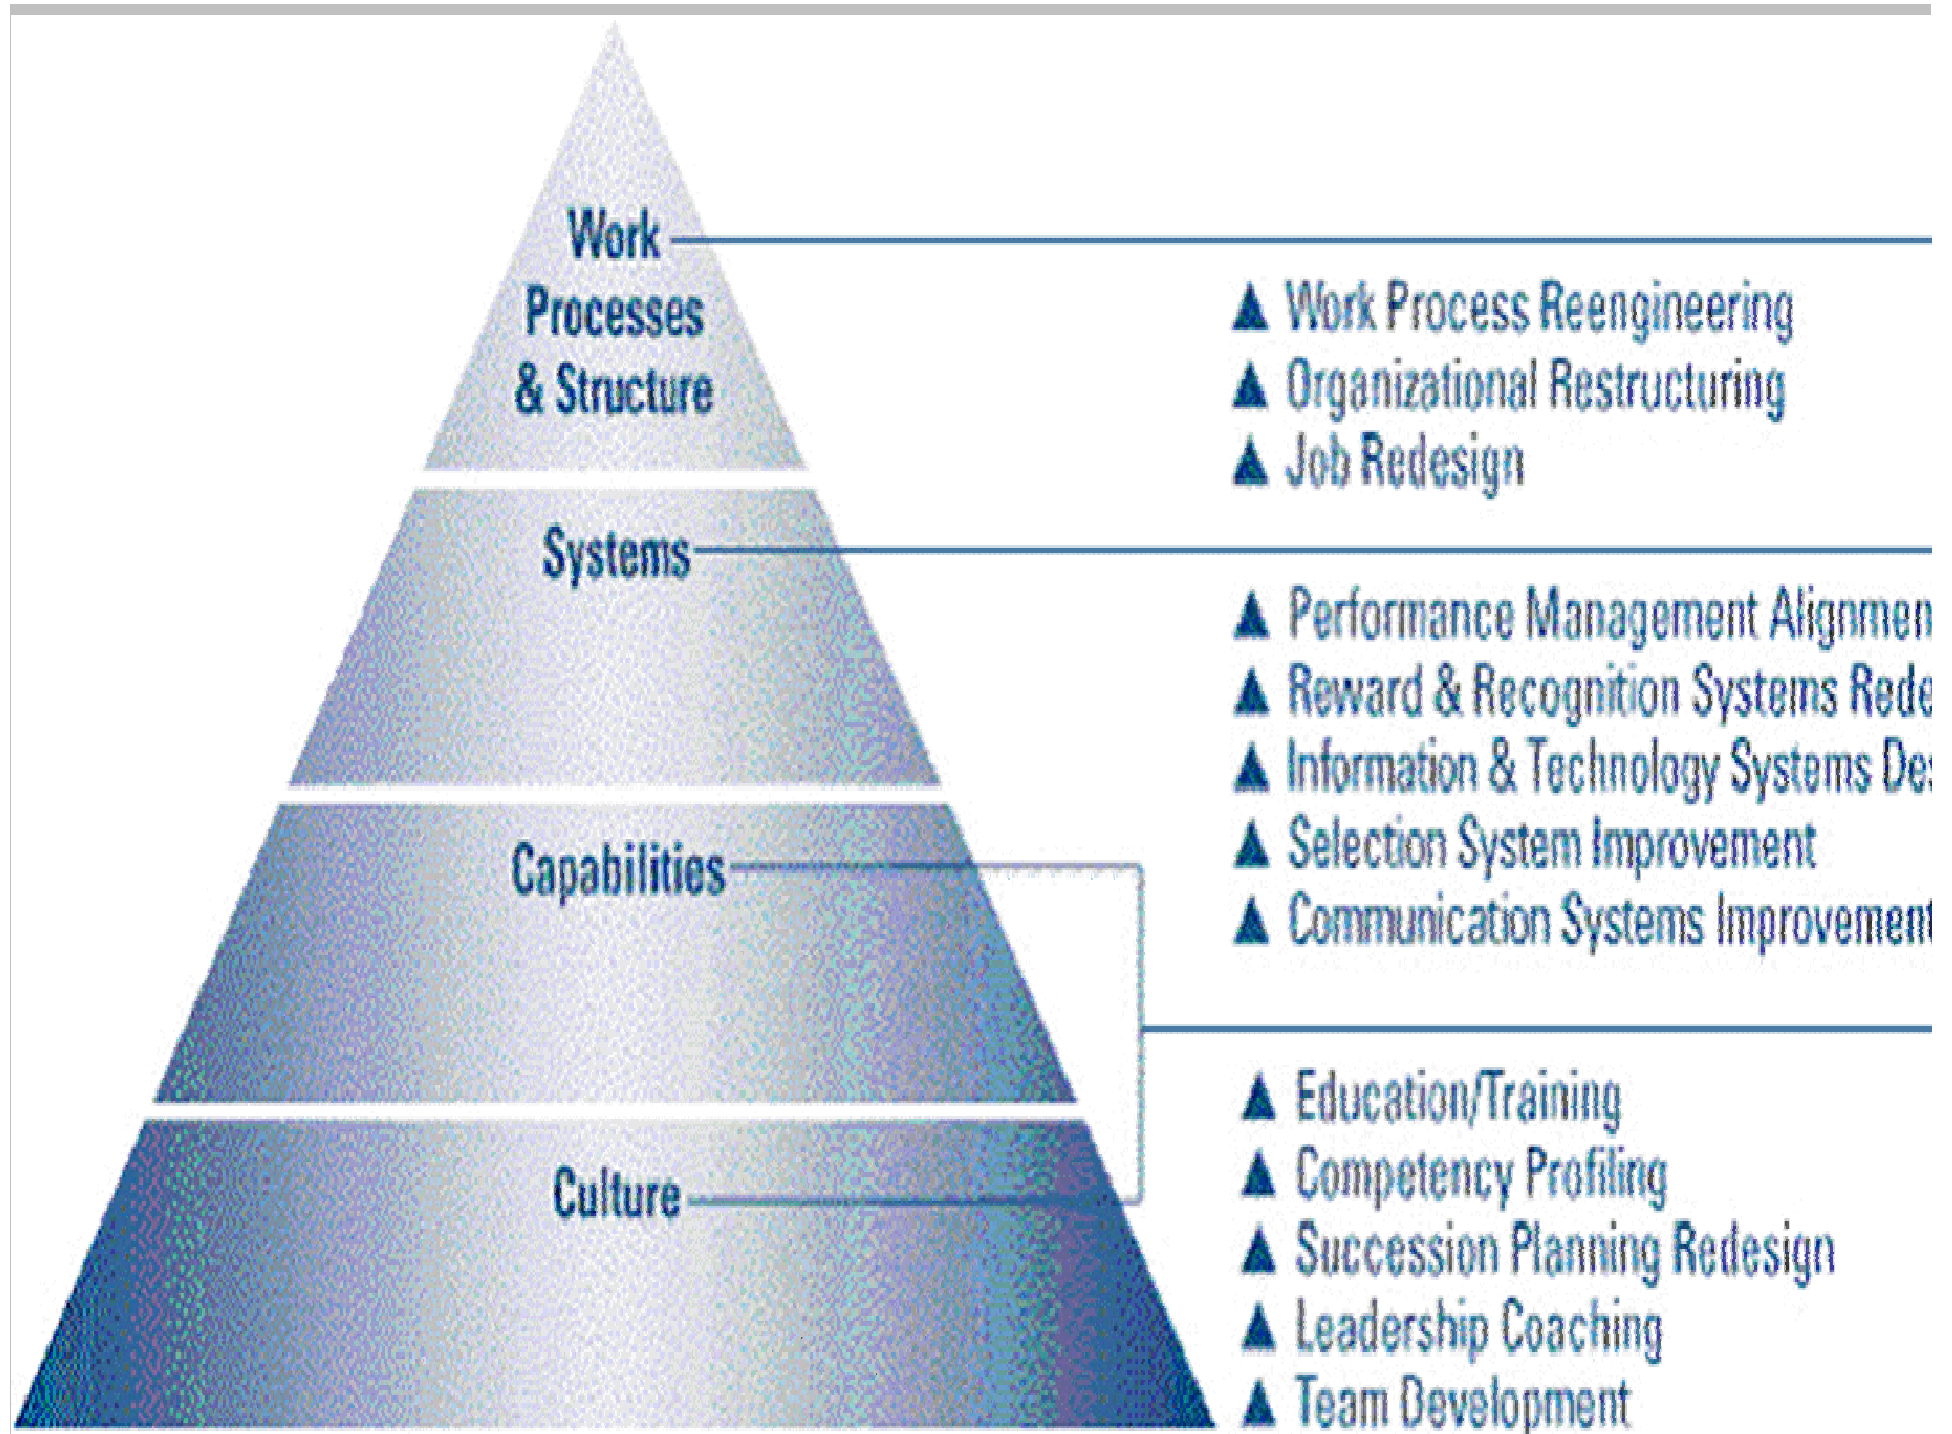 Work
Processes
& Structure
▲ Work Process Reengineering
▲ Organizational Restructuring
▲ Job Redesign
Systems
▲ Performance Management Alignmen
▲ Reward & Recognition Systems Rede
▲ Information & Technology Systems Des
▲ Selection System Improvement
▲ Communication Systems Improvement
Capabilities
Culture
▲ Education/Training
▲ Competency Profiling
▲ Succession Planning Redesign
▲ Leadership Coaching
▲ Team Development